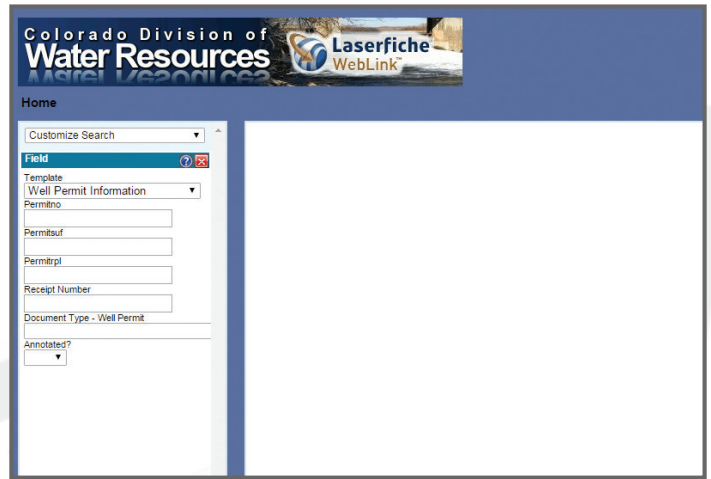 Colorado Division of
Water Resources
Laserfiche
WebLink™
Home
Customize Search
Field
Template
Well Permit Information
Permitno
Permitsuf
Permitrpl
Receipt Number
Document Type - Well Permit
Annotated?